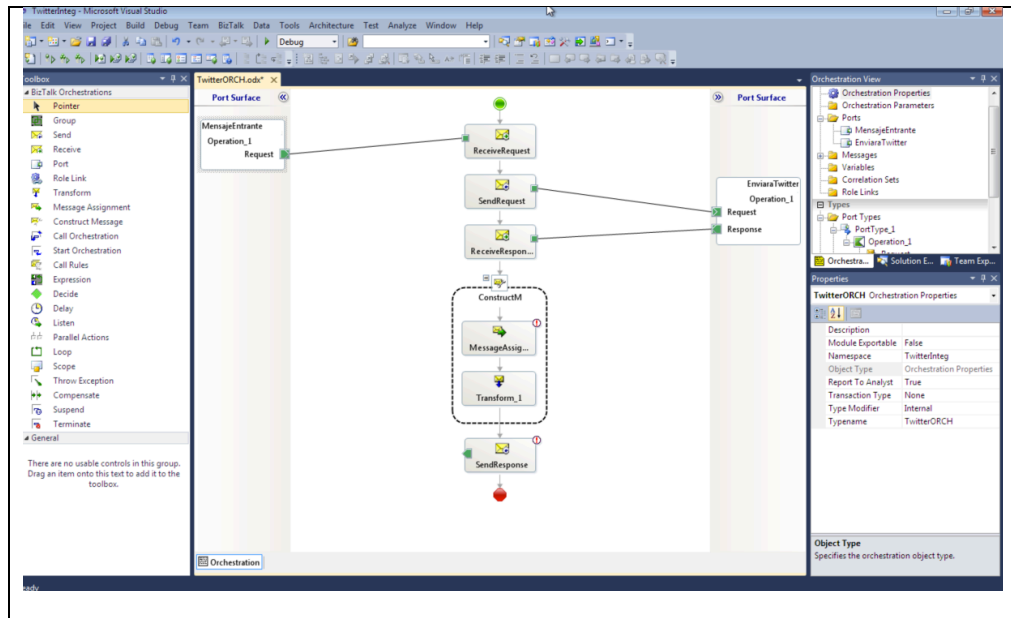 TwitterInteg - Microsoft Visual Studio
ile Edit View Project Build Debug Team BizTalk Data Tools Architecture Test Analyze Window Help
Debug
oolbox
BizTalk Orchestrations
Pointer
Group
Send
Receive
Port
Role Link
Transform
Message Assignment
Construct Message
Call Orchestration
Start Orchestration
Call Rules
Expression
Decide
Delay
Listen
Parallel Actions
Loop
Scope
Throw Exception
Compensate
Suspend
Terminate
General
There are no usable controls in this group.
Drag an item onto this text to add it to the
toolbox.
TwitterORCH.odx*
Port Surface
MensajeEntrante
Operation_1
Request
ReceiveRequest
SendRequest
ReceiveRespon...
ConstructM
MessageAssig...
Transform_1
SendResponse
Port Surface
EnviaraTwitter
Operation_1
Request
Response
Orchestration
Orchestration View
Orchestration Properties
Orchestration Parameters
Ports
MensajeEntrante
EnviaraTwitter
Messages
Variables
Correlation Sets
Role Links
Types
Port Types
PortType_1
Operation_1
Request
Orchestra... Solution E... Team Exp...
Properties
TwitterORCH Orchestration Properties
Description
Module Exportable False
Namespace TwitterInteg
Object Type Orchestration Properties
Report To Analyst True
Transaction Type None
Type Modifier Internal
Typename TwitterORCH
Object Type
Specifies the orchestration object type.
eady